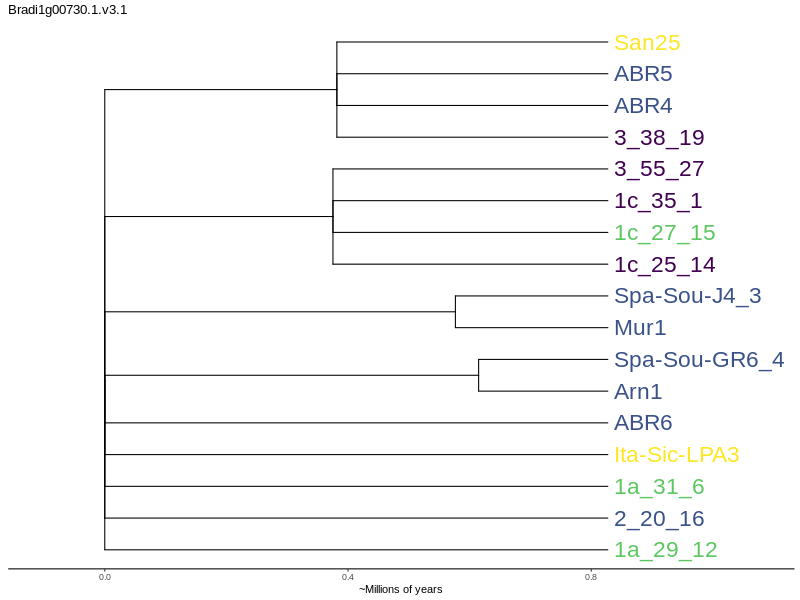 Bradi1g00730.1.v3.1
San25
ABR5
ABR4
3_38_19
3_55_27
1c_35_1
1c_27_15
1c_25_14
Spa-Sou-J4_3
Mur1
Spa-Sou-GR6_4
Arn1
ABR6
Ita-Sic-LPA3
1a_31_6
2_20_16
1a_29_12
0.0 0.4 0.8
~Millions of years